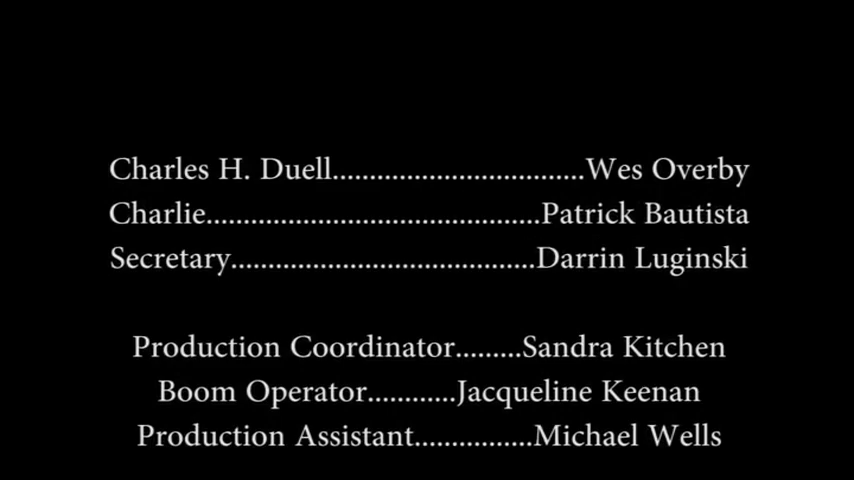 Charles H. Duell..................................Wes Overby
Charlie.............................................Patrick Bautista
Secretary.........................................Darrin Luginski
Production Coordinator.........Sandra Kitchen
Boom Operator............Jacqueline Keenan
Production Assistant................Michael Wells